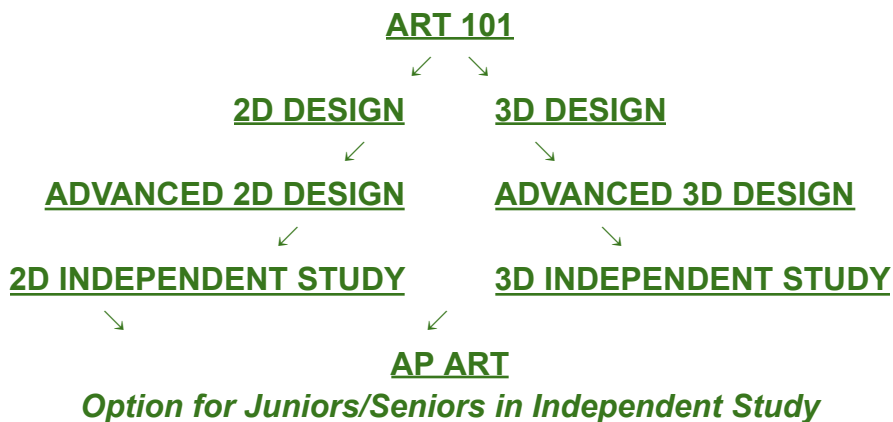 ART 101
↙ ↘
2D DESIGN 3D DESIGN
↙ ↘
ADVANCED 2D DESIGN ADVANCED 3D DESIGN
↙ ↘
2D INDEPENDENT STUDY 3D INDEPENDENT STUDY
↘ ↙
AP ART
Option for Juniors/Seniors in Independent Study